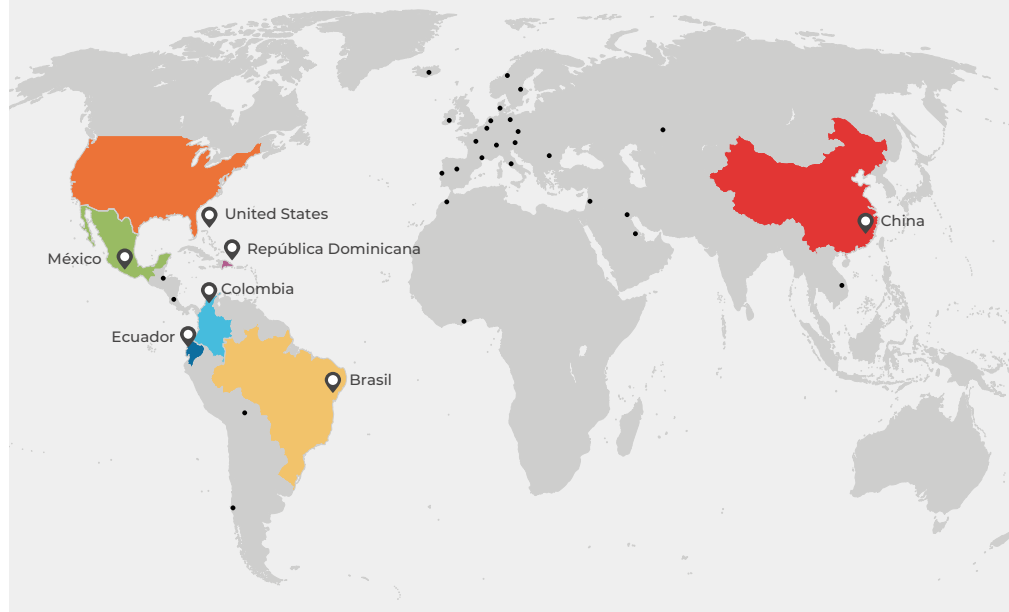 United States
China
República Dominicana
México
Colombia
Ecuador
Brasil